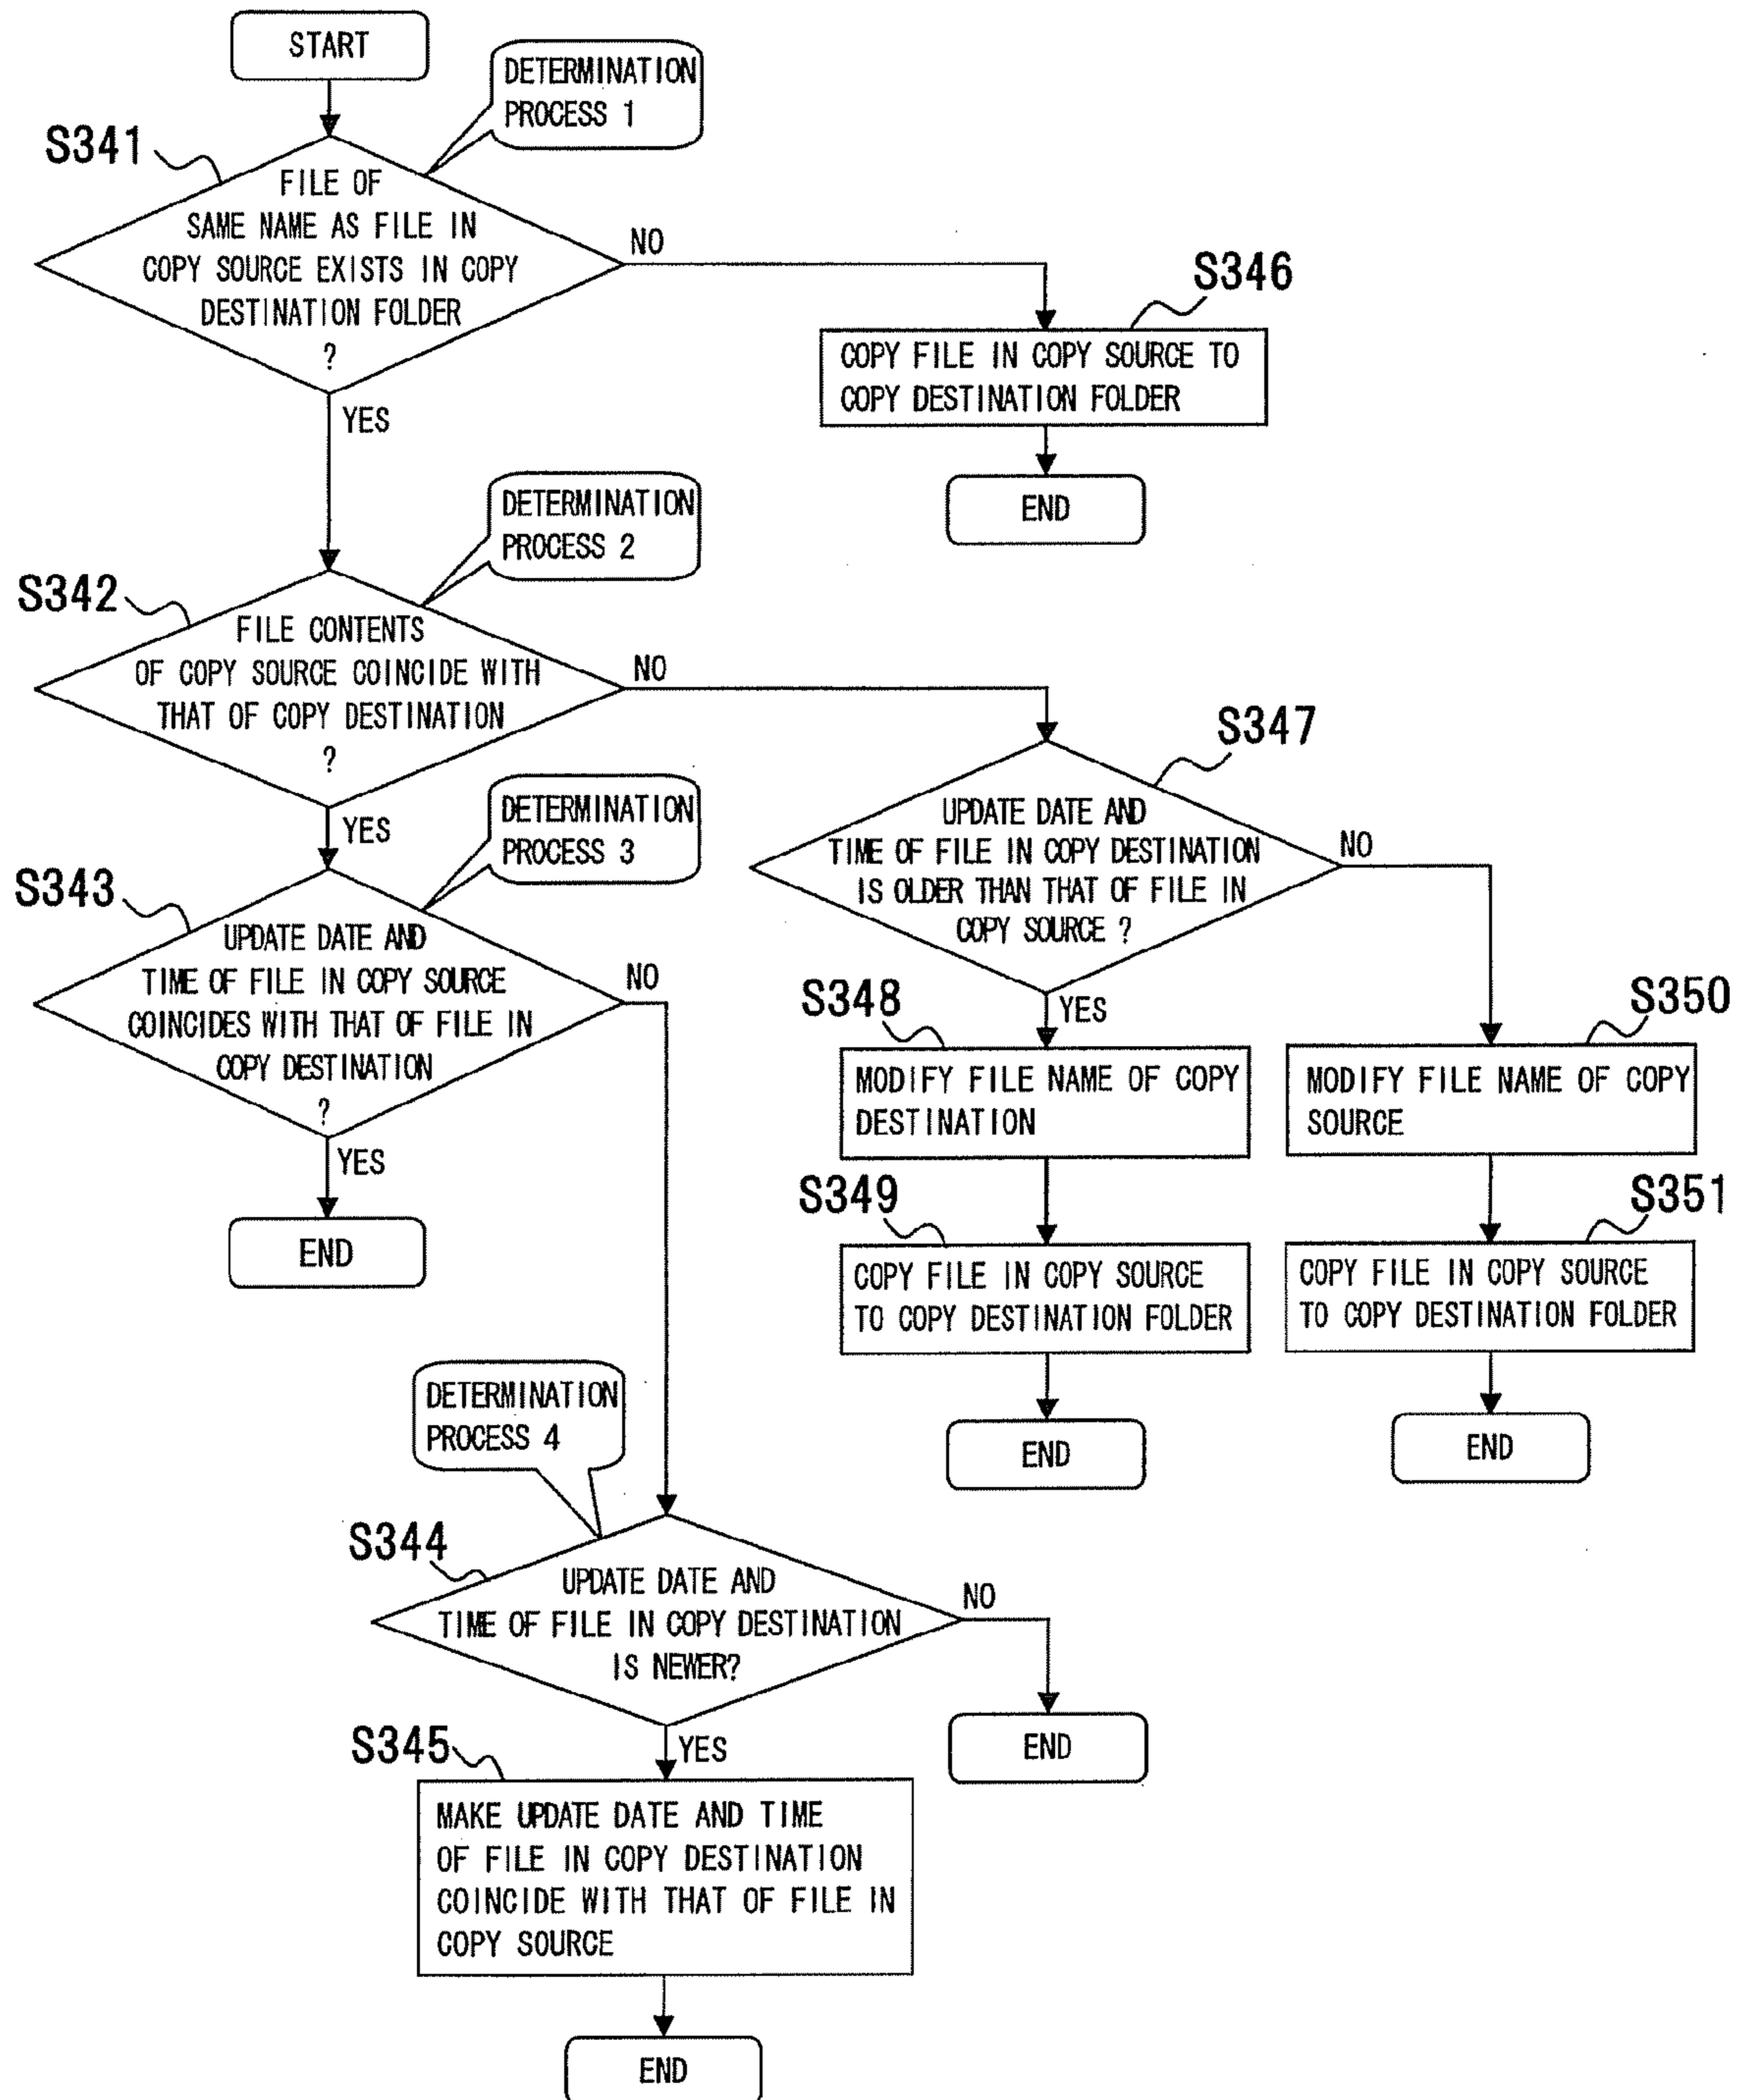 START
DETERMINATION
PROCESS 1
S341
FILE OF
SAME NAME AS FILE IN
COPY SOURCE EXISTS IN COPY
DESTINATION FOLDER
?
NO
YES
S346
COPY FILE IN COPY SOURCE TO
COPY DESTINATION FOLDER
END
DETERMINATION
PROCESS 2
S342
FILE CONTENTS
OF COPY SOURCE COINCIDE WITH
THAT OF COPY DESTINATION
?
NO
YES
DETERMINATION
PROCESS 3
S343
UPDATE DATE AND
TIME OF FILE IN COPY SOURCE
COINCIDES WITH THAT OF FILE IN
COPY DESTINATION
?
NO
YES
END
S347
UPDATE DATE AND
TIME OF FILE IN COPY DESTINATION
IS OLDER THAN THAT OF FILE IN
COPY SOURCE ?
NO
YES
S348
MODIFY FILE NAME OF COPY
DESTINATION
S349
COPY FILE IN COPY SOURCE
TO COPY DESTINATION FOLDER
END
S350
MODIFY FILE NAME OF COPY
SOURCE
S351
COPY FILE IN COPY SOURCE
TO COPY DESTINATION FOLDER
END
DETERMINATION
PROCESS 4
S344
UPDATE DATE AND
TIME OF FILE IN COPY DESTINATION
IS NEWER?
NO
END
YES
S345
MAKE UPDATE DATE AND TIME
OF FILE IN COPY DESTINATION
COINCIDE WITH THAT OF FILE IN
COPY SOURCE
END